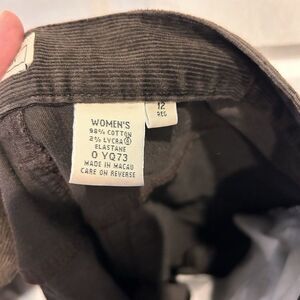 WOMEN'S
98% COTTON
2% LYCRA®
ELASTANE
0 YQ73
MADE IN MACAU
CARE ON REVERSE
12
REG